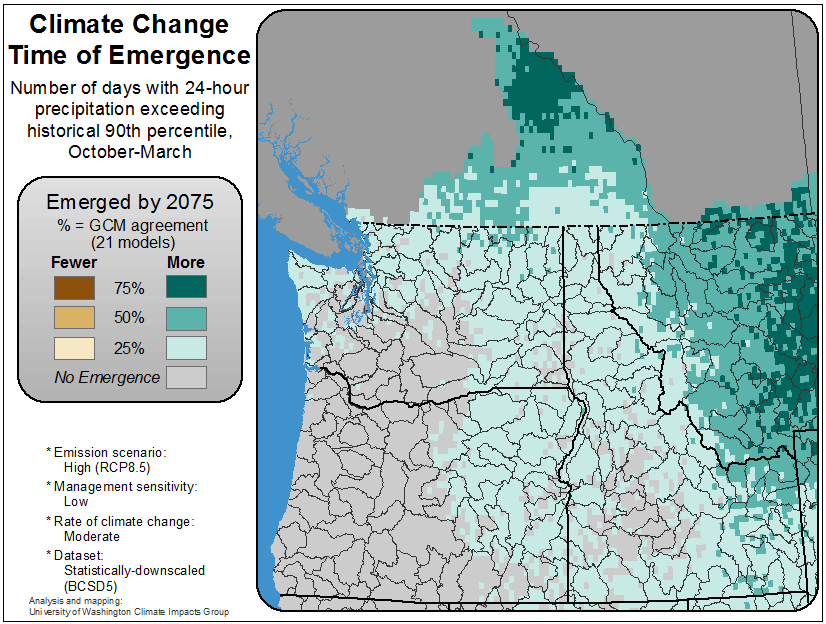 Climate Change
Time of Emergence
Number of days with 24-hour
precipitation exceeding
historical 90th percentile,
October-March
Emerged by 2075
% = GCM agreement
(21 models)
Fewer More
75%
50%
25%
No Emergence
* Emission scenario:
High (RCP8.5)
* Management sensitivity:
Low
* Rate of climate change:
Moderate
* Dataset:
Statistically-downscaled
(BCSD5)
Analysis and mapping:
University of Washington Climate Impacts Group